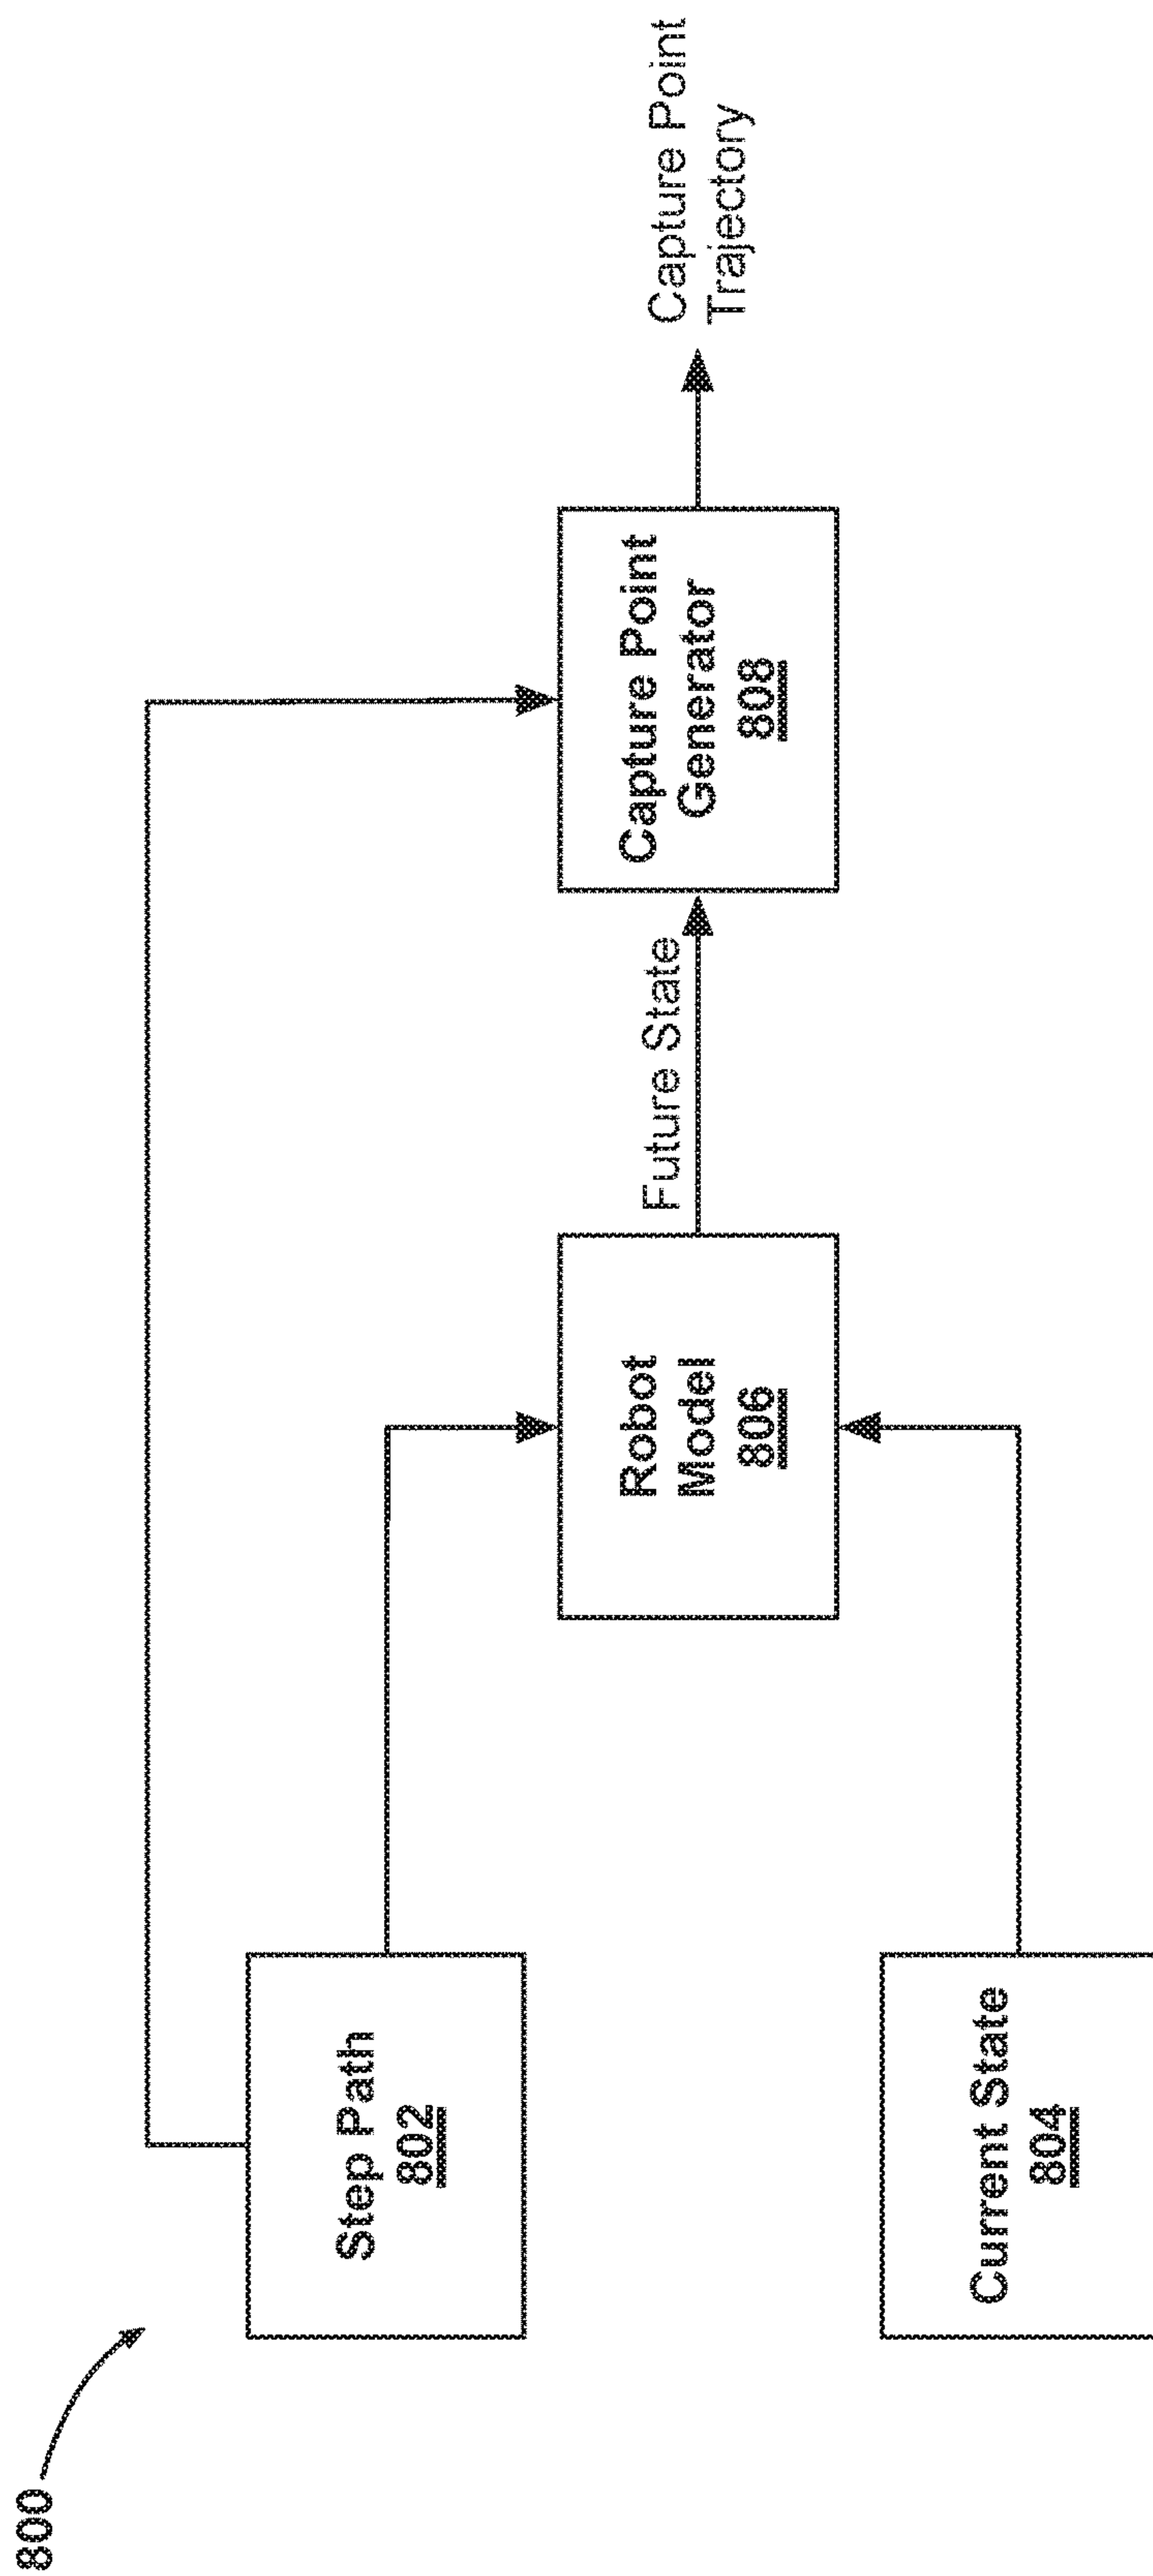 800
Step Path
802
Current State
804
Robot
Model
806
Future State
Capture Point
Generator
808
Capture Point
Trajectory